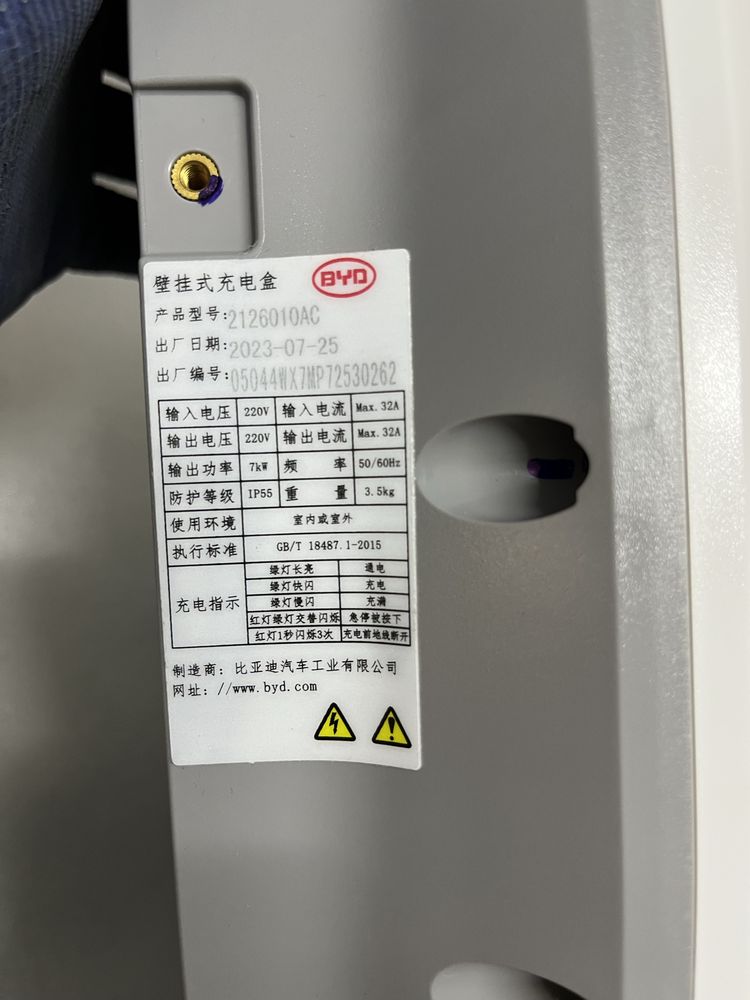 壁挂式充电盒 BYD
产品型号:2126010AC
出厂日期:2023-07-25
出厂编号:05044WX7MP72530262
输入电压 220V 输入电流 Max.32A
输出电压 220V 输出电流 Max.32A
输出功率 7kW 频 率 50/60Hz
防护等级 IP55 重 量 3.5kg
使用环境 室内或室外
执行标准 GB/T 18487.1-2015
充电指示
绿灯长亮 通电
绿灯快闪 充电
绿灯慢闪 充满
红灯绿灯交替闪烁 急停被按下
红灯1秒闪烁3次 充电前地线断开
制造商: 比亚迪汽车工业有限公司
网址: //www.byd.com